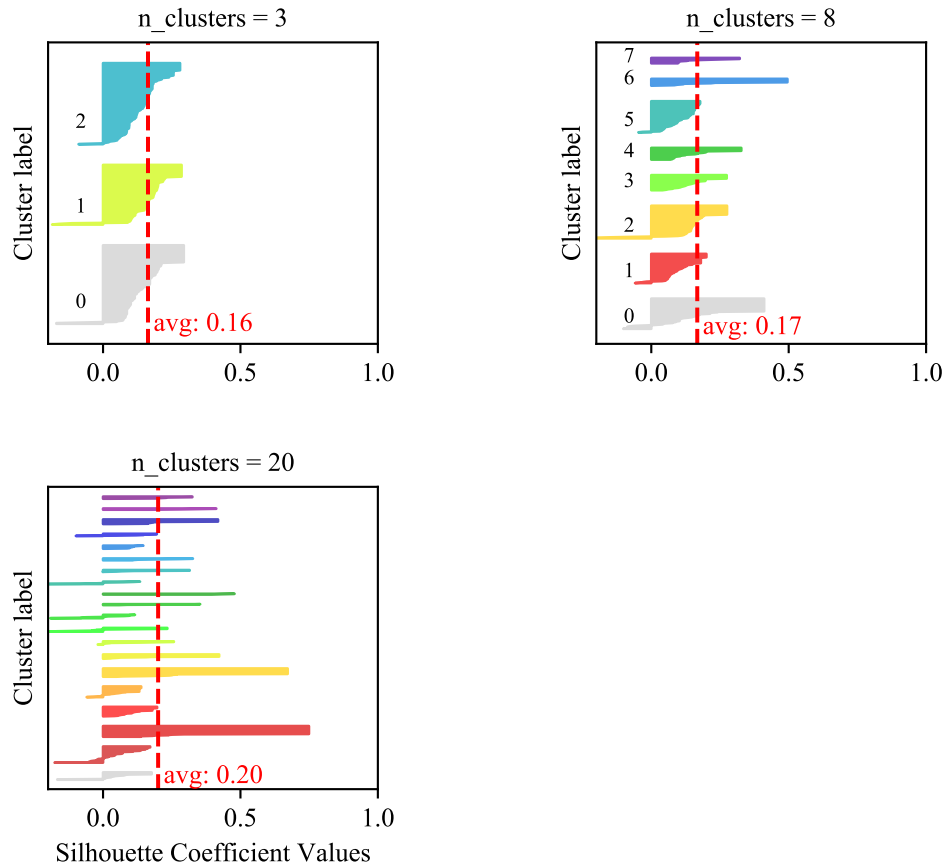 n_clusters = 3
Cluster label
2
1
0
avg: 0.16
0.0 0.5 1.0
n_clusters = 8
Cluster label
7
6
5
4
3
2
1
0
avg: 0.17
0.0 0.5 1.0
n_clusters = 20
Cluster label
avg: 0.20
0.0 0.5 1.0
Silhouette Coefficient Values